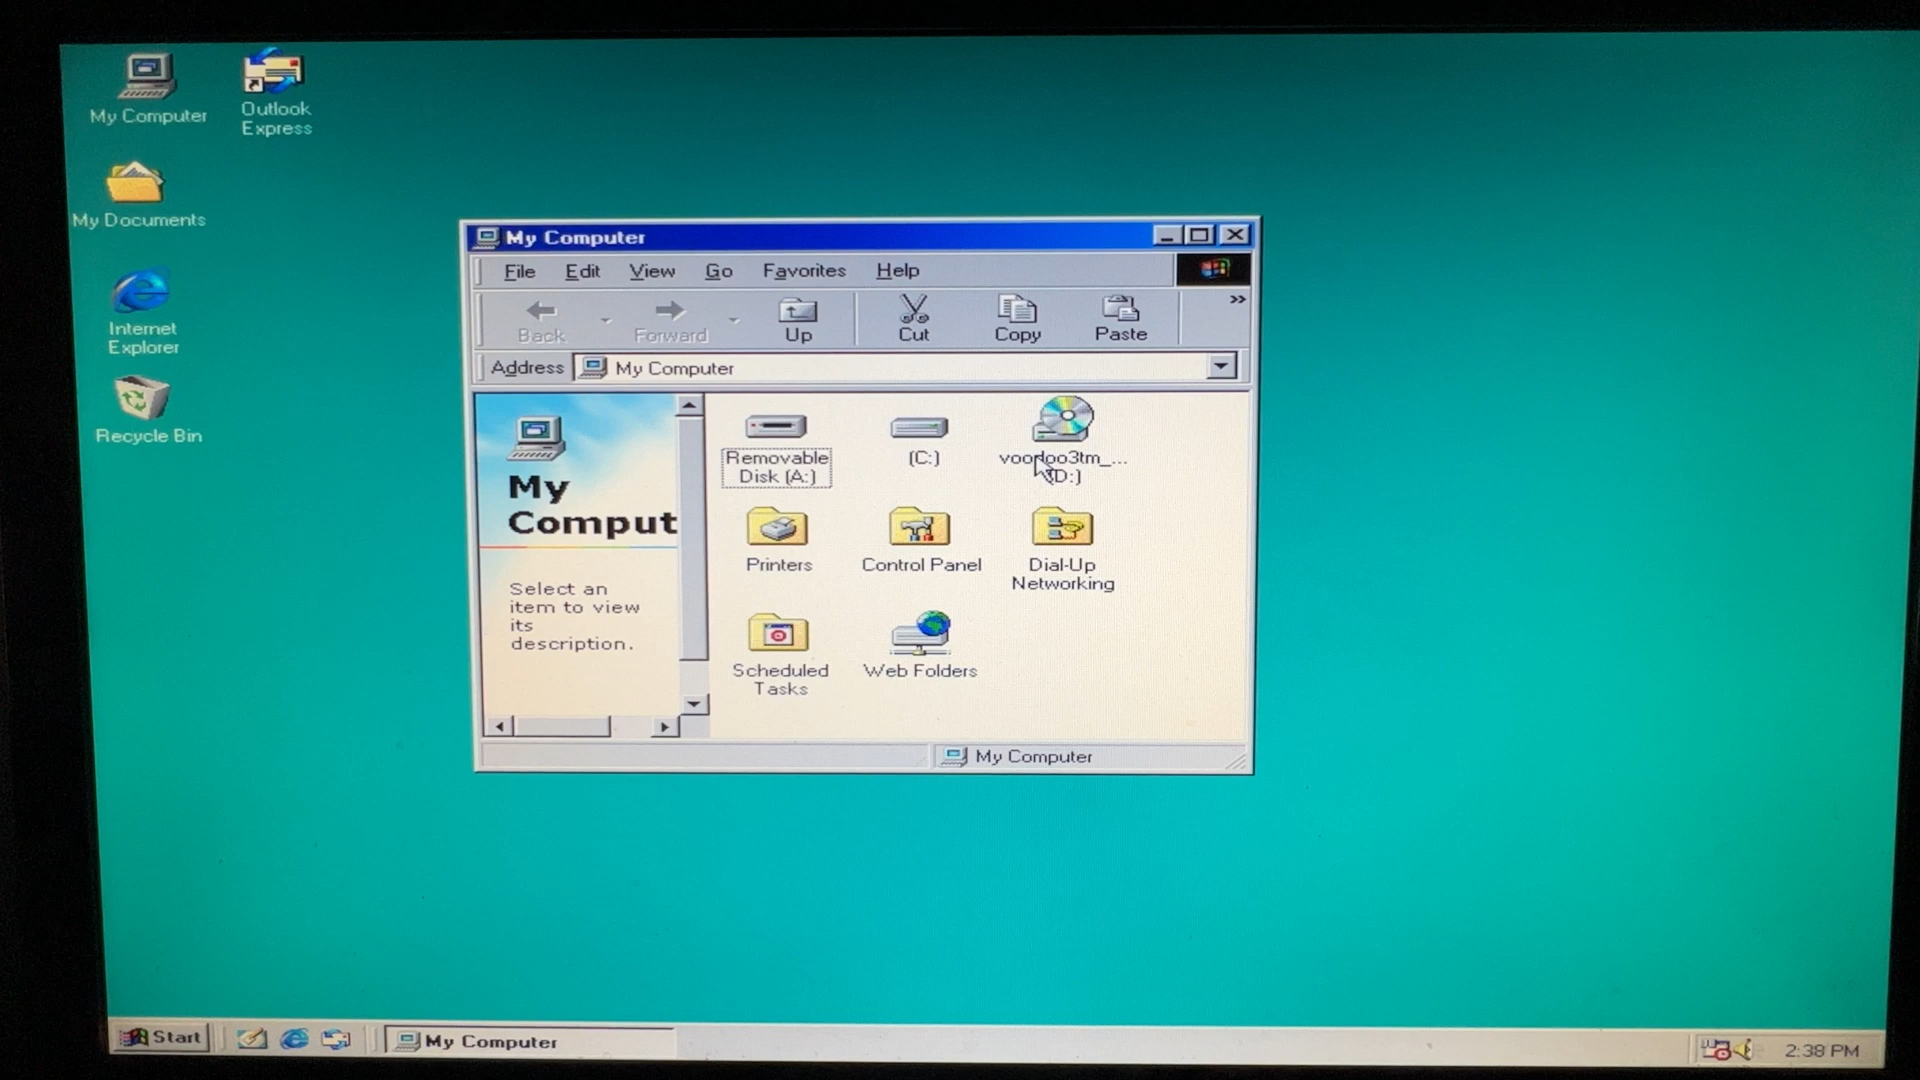 My Computer
Outlook
Express
My Documents
Internet
Explorer
Recycle Bin
My Computer
File Edit View Go Favorites Help
Back Forward Up Cut Copy Paste »
Address My Computer
My
Comput
Select an
item to view
its
description.
Removable
Disk (A:)
(C:)
voodoo3tm_...
(D:)
Printers
Control Panel
Dial-Up
Networking
Scheduled
Tasks
Web Folders
My Computer
Start My Computer 2:38 PM